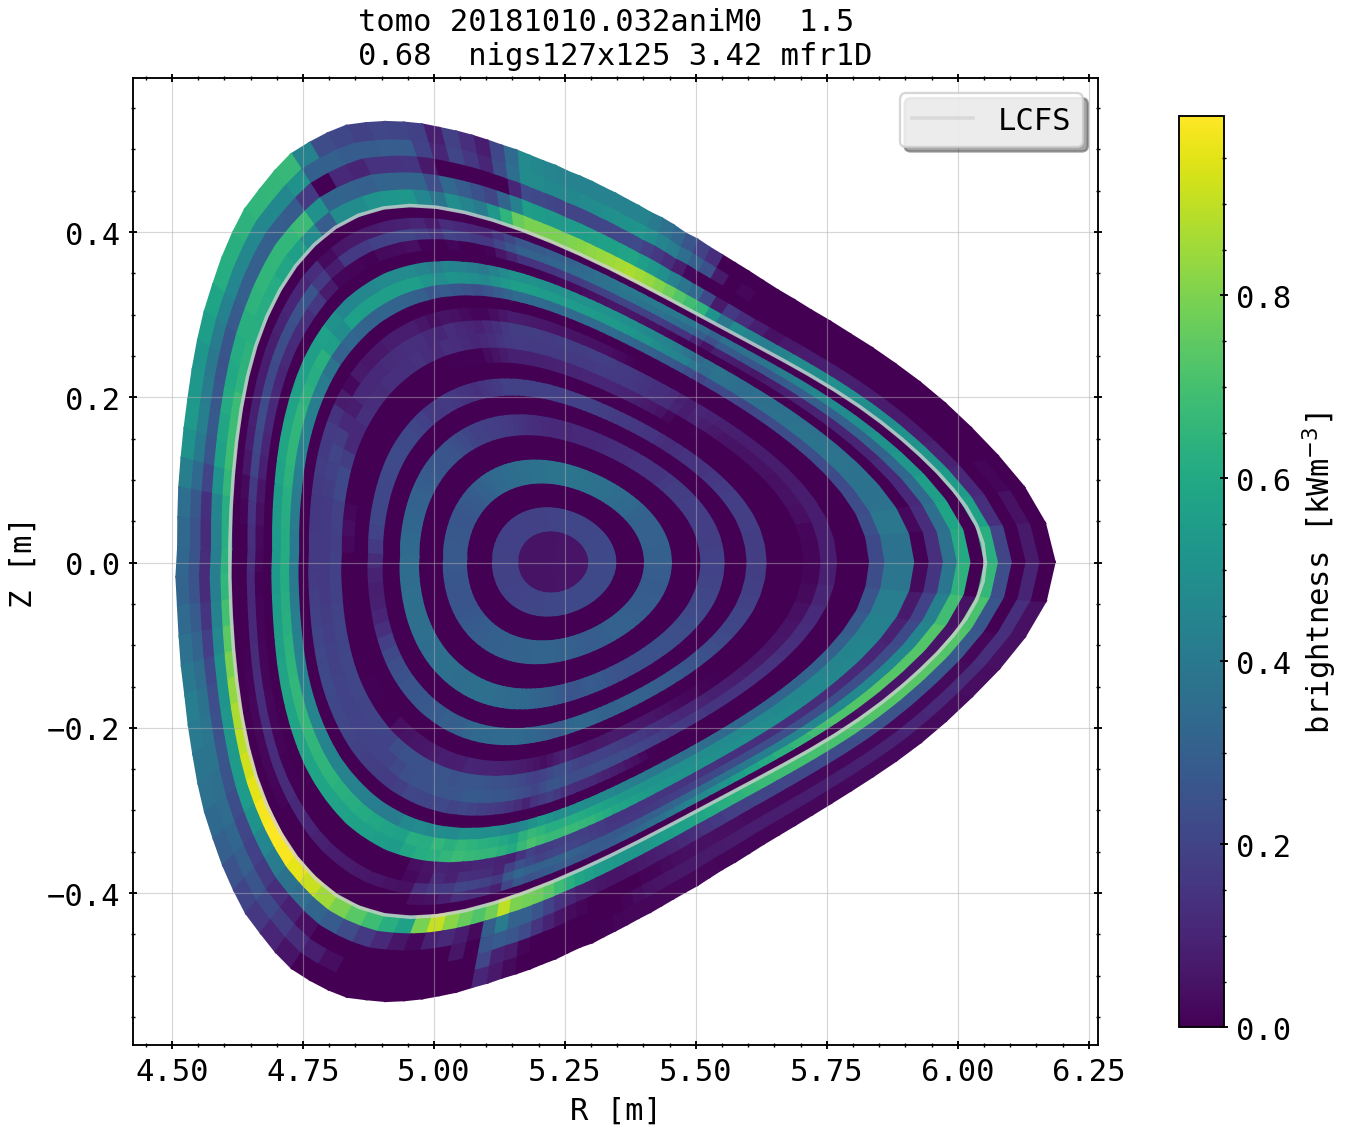 tomo 20181010.032aniM0  1.5
0.68  nigs127x125 3.42 mfr1D
LCFS
0.4
0.2
0.0
−0.2
−0.4
Z [m]
4.50 4.75 5.00 5.25 5.50 5.75 6.00 6.25
R [m]
0.8
0.6
0.4
0.2
0.0
brightness [kWm⁻³]